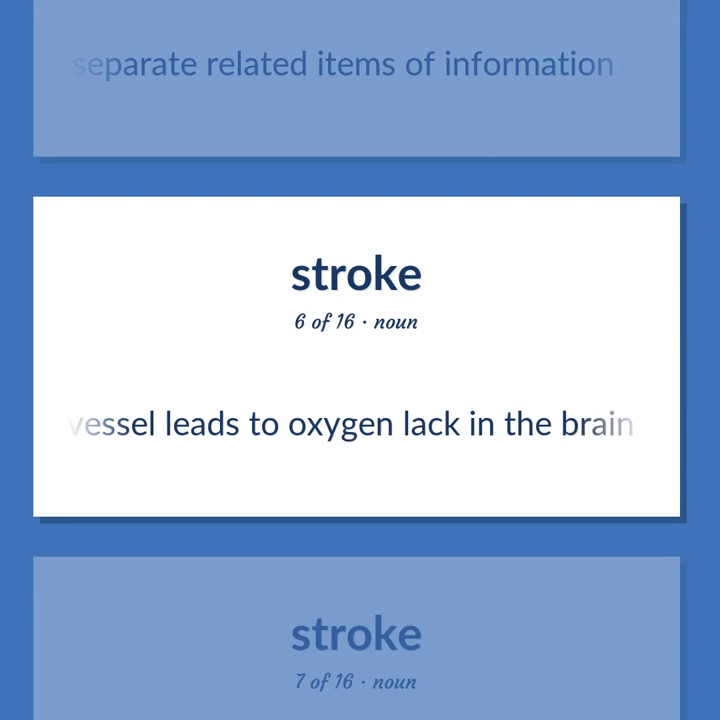 separate related items of information
stroke
6 of 16 · noun
vessel leads to oxygen lack in the brain
stroke
7 of 16 · noun